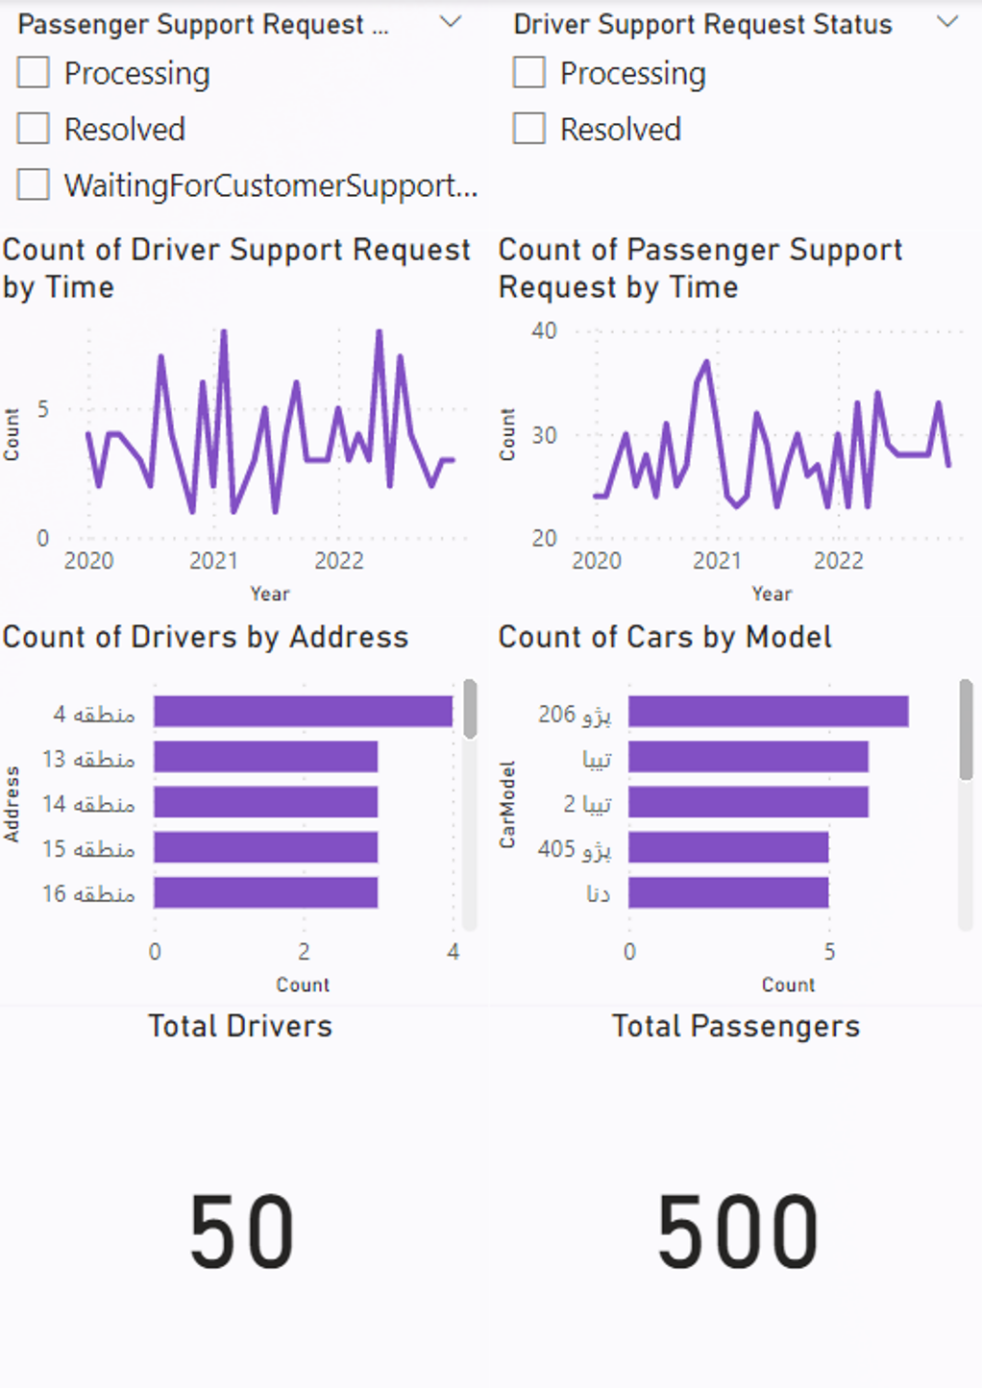 Passenger Support Request ...
Processing
Resolved
WaitingForCustomerSupport...
Driver Support Request Status
Processing
Resolved
Count of Driver Support Request
by Time
Count
5
0
2020 2021 2022
Year
Count of Passenger Support
Request by Time
Count
40
30
20
2020 2021 2022
Year
Count of Drivers by Address
Address
منطقه 4
منطقه 13
منطقه 14
منطقه 15
منطقه 16
0 2 4
Count
Count of Cars by Model
CarModel
پژو 206
تیبا
تیبا 2
پژو 405
دنا
0 5
Count
Total Drivers
50
Total Passengers
500